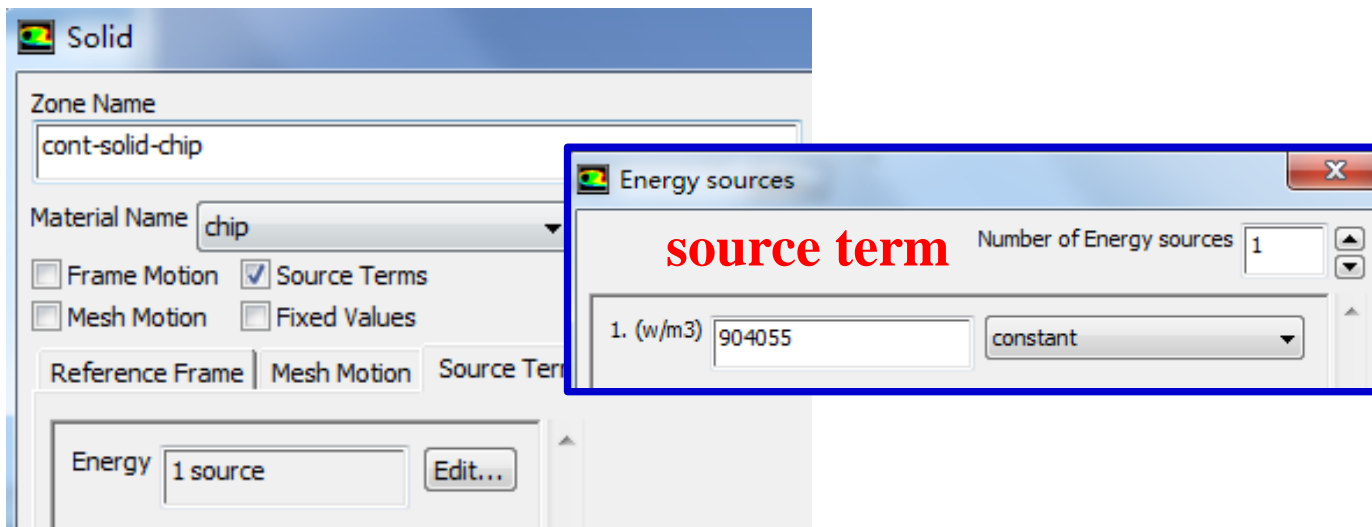 Solid
Zone Name
cont-solid-chip
Material Name chip
Frame Motion Source Terms
Mesh Motion Fixed Values
Reference Frame Mesh Motion Source Ter
Energy 1 source Edit...
Energy sources
source term Number of Energy sources 1
1. (w/m3) 904055 constant